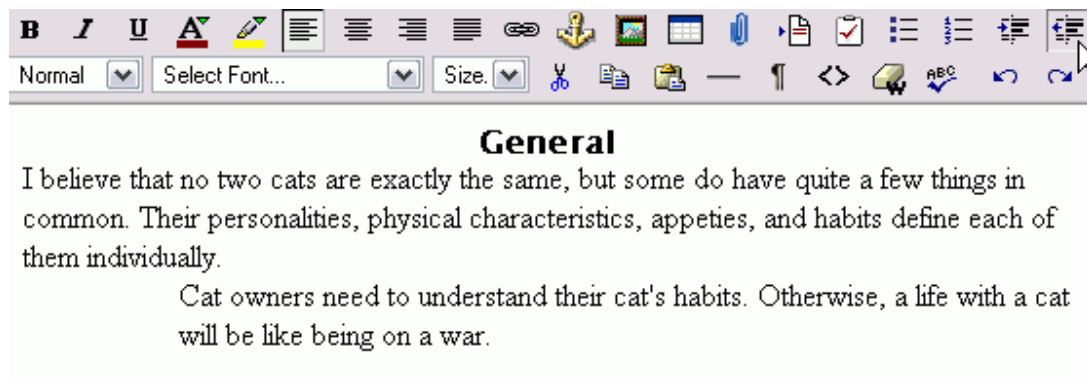 B I U A
Normal Select Font... Size.
ABC
General
I believe that no two cats are exactly the same, but some do have quite a few things in
common. Their personalities, physical characteristics, appeties, and habits define each of
them individually.
Cat owners need to understand their cat's habits. Otherwise, a life with a cat
will be like being on a war.